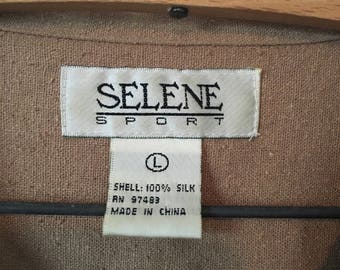 SELENE
SPORT
L
SHELL: 100% SILK
RN 97483
MADE IN CHINA